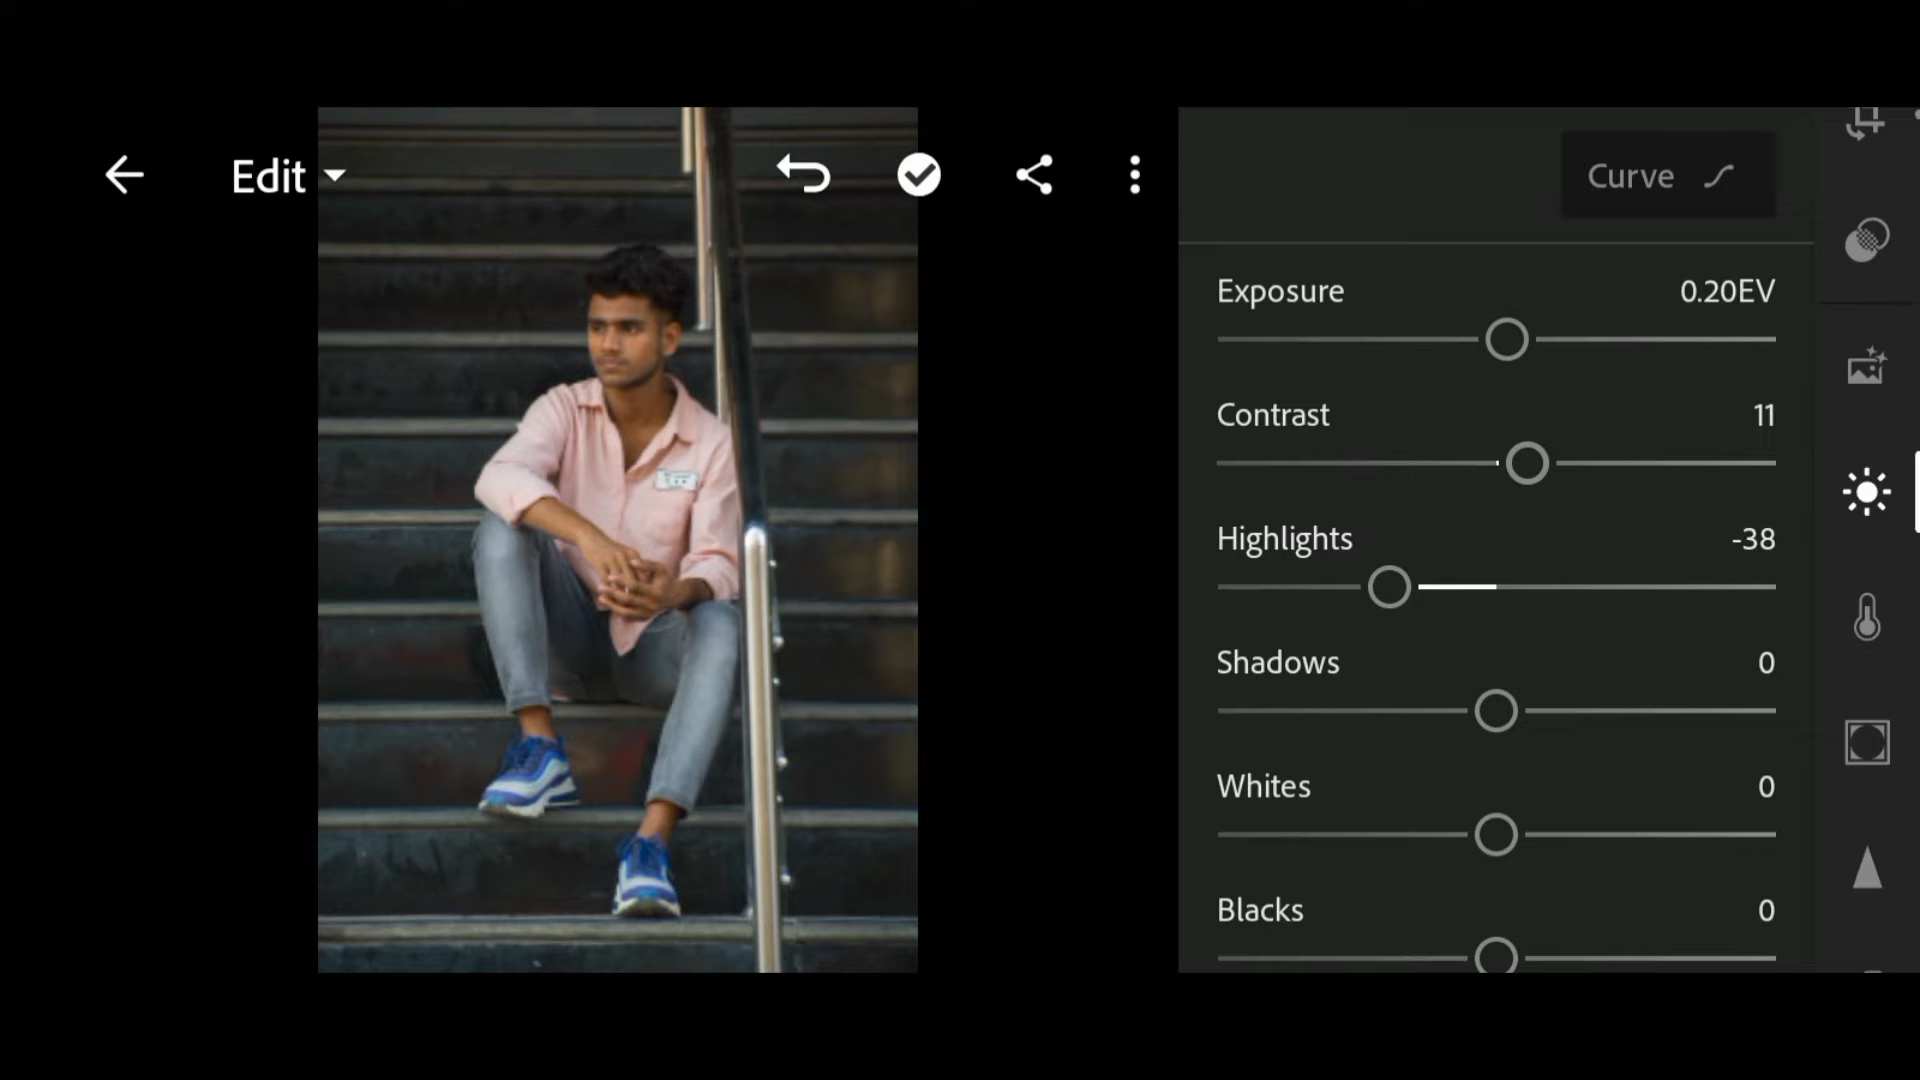 Edit
Curve
Exposure 0.20EV
Contrast 11
Highlights -38
Shadows 0
Whites 0
Blacks 0